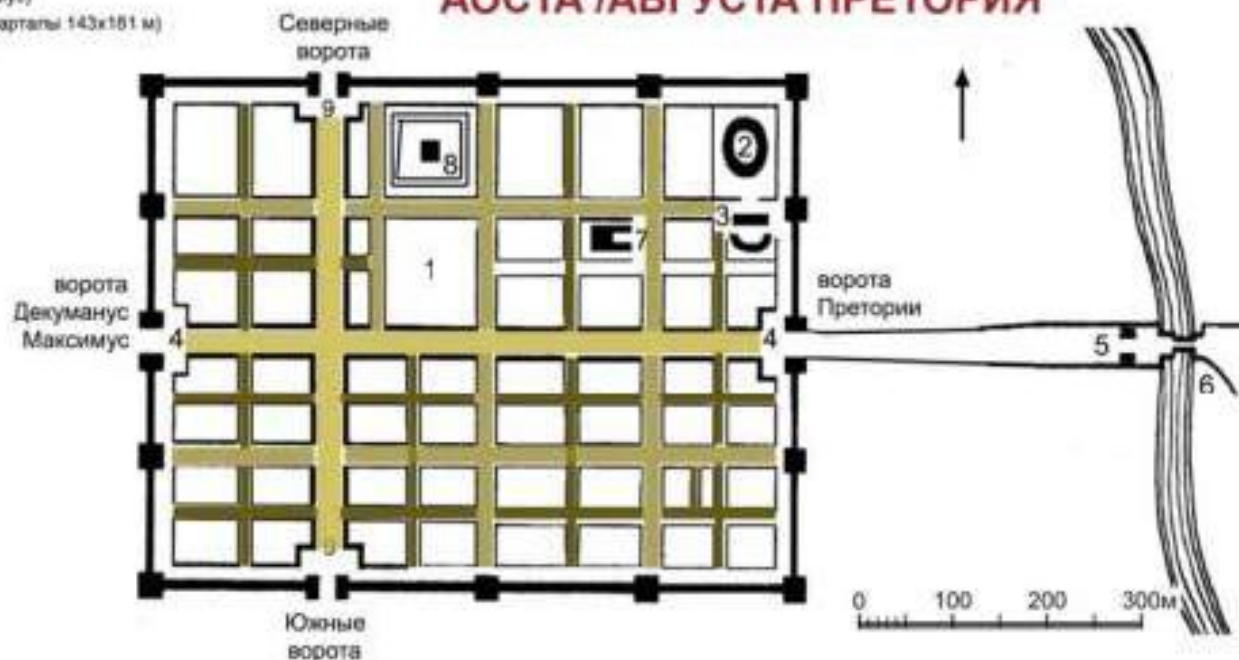 АОСТА /АВГУСТА ПРЕТОРИЯ
143х181 м)
Северные
ворота
9
8
2
3
7
1
ворота
Декуманус
Максимус
4
4
ворота
Претории
5
6
9
0 100 200 300м
Южные
ворота